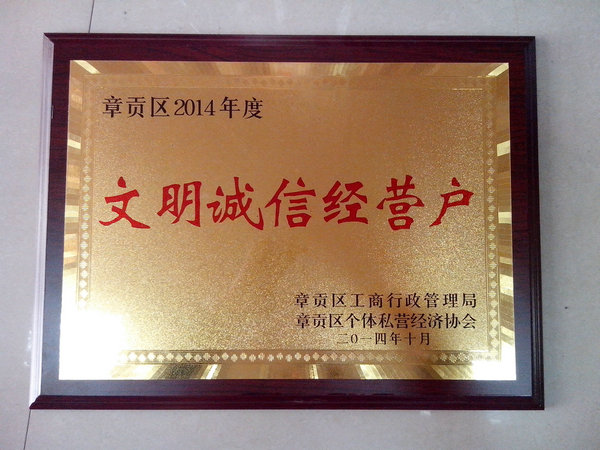 章贡区2014年度
文明诚信经营户
章贡区工商行政管理局
章贡区个体私营经济协会
二〇一四年十月